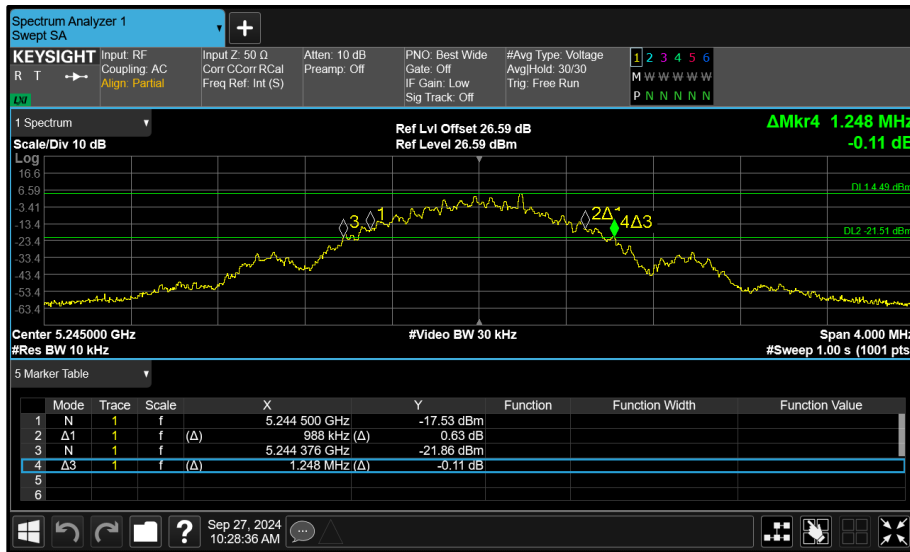 Spectrum Analyzer 1
Swept SA
+
KEYSIGHT
R T
LXI
Input: RF
Coupling: AC
Align: Partial
Input Z: 50 Ω
Corr CCorr RCal
Freq Ref: Int (S)
Atten: 10 dB
Preamp: Off
PNO: Best Wide
Gate: Off
IF Gain: Low
Sig Track: Off
#Avg Type: Voltage
Avg|Hold: 30/30
Trig: Free Run
1 2 3 4 5 6
M W W W W W
P N N N N N
1 Spectrum
Scale/Div 10 dB
Log
Ref Lvl Offset 26.59 dB
Ref Level 26.59 dBm
ΔMkr4 1.248 MHz
-0.11 dB
16.6
6.59
-3.41
-13.4
-23.4
-33.4
-43.4
-53.4
-63.4
DL1 4.49 dBm
DL2 -21.51 dBm
3
1
2Δ1
4Δ3
Center 5.245000 GHz
#Video BW 30 kHz
Span 4.000 MHz
#Res BW 10 kHz
#Sweep 1.00 s (1001 pts)
5 Marker Table
Mode Trace Scale X Y Function Function Width Function Value
1 N 1 f 5.244 500 GHz -17.53 dBm
2 Δ1 1 f (Δ) 988 kHz (Δ) 0.63 dB
3 N 1 f 5.244 376 GHz -21.86 dBm
4 Δ3 1 f (Δ) 1.248 MHz (Δ) -0.11 dB
5
6
?
Sep 27, 2024
10:28:36 AM